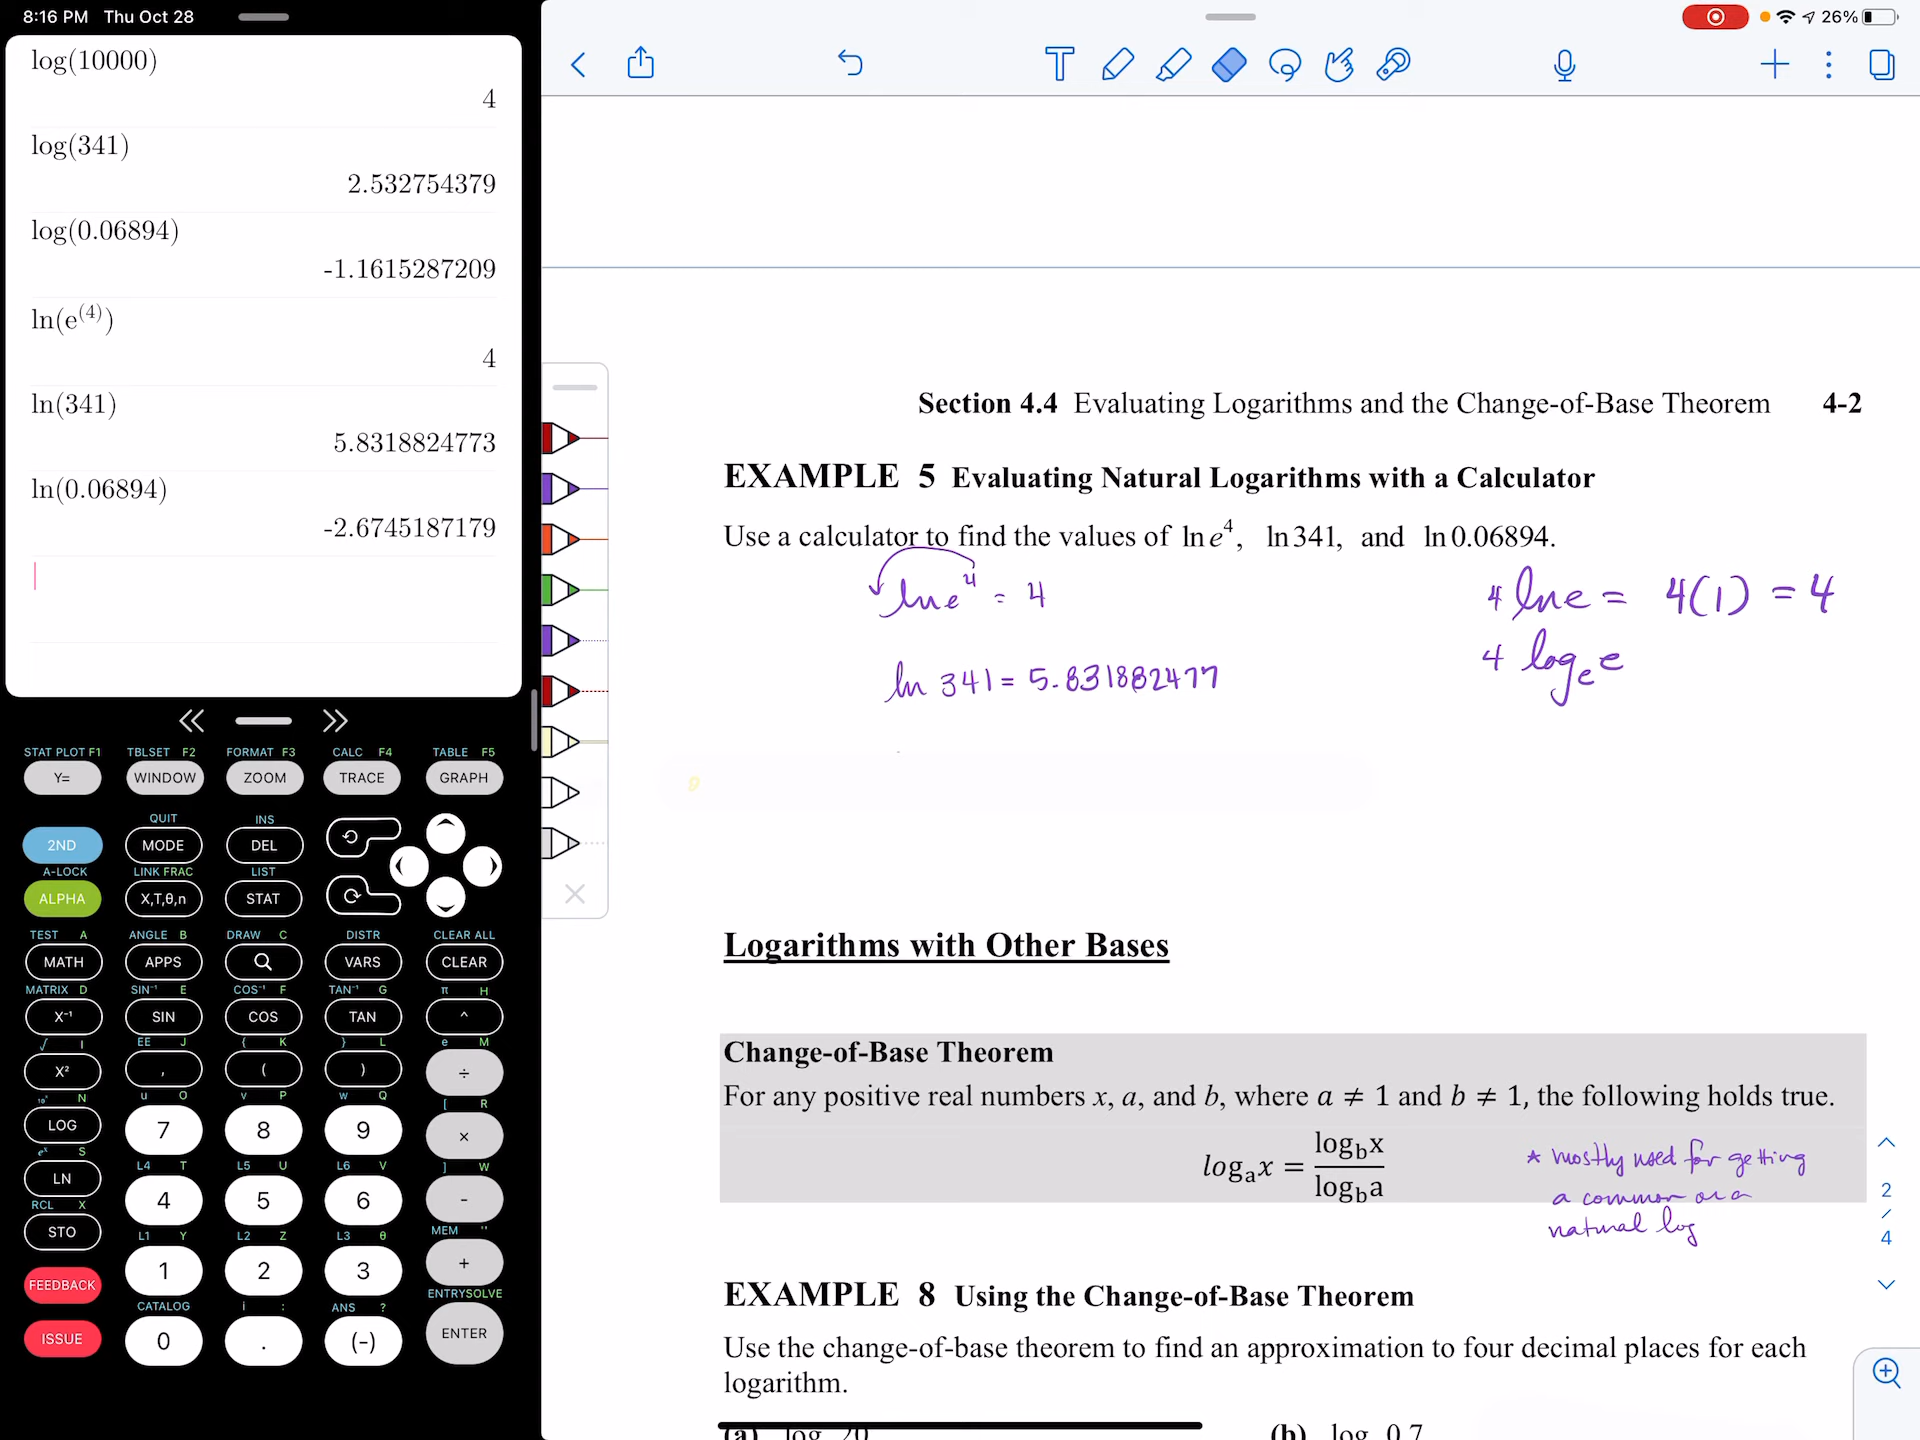 8:16 PM Thu Oct 28
26%
log(10000)
4
log(341)
2.532754379
log(0.06894)
-1.1615287209
ln(e^(4))
4
ln(341)
5.8318824773
ln(0.06894)
-2.6745187179
STAT PLOT F1 TBLSET F2 FORMAT F3 CALC F4 TABLE F5
Y= WINDOW ZOOM TRACE GRAPH
QUIT INS
2ND MODE DEL
A-LOCK LINK FRAC LIST
ALPHA X,T,θ,n STAT
TEST A ANGLE B DRAW C DISTR CLEAR ALL
MATH APPS VARS CLEAR
MATRIX D SIN⁻¹ E COS⁻¹ F TAN⁻¹ G π H
X⁻¹ SIN COS TAN ^
√ I EE J { K } L e M
X² , ( ) ÷
10ˣ N u O v P w Q [ R
LOG 7 8 9 ×
eˣ S L4 T L5 U L6 V ] W
LN 4 5 6 -
RCL X L1 Y L2 Z L3 θ MEM "
STO 1 2 3 +
FEEDBACK
CATALOG i : ANS ? ENTRY SOLVE
ISSUE 0 . (-) ENTER
Section 4.4 Evaluating Logarithms and the Change-of-Base Theorem 4-2
EXAMPLE 5 Evaluating Natural Logarithms with a Calculator
Use a calculator to find the values of ln e⁴, ln 341, and ln 0.06894.
ln e⁴ = 4
4 ln e = 4(1) = 4
4 logₑ e
ln 341 = 5.831882477
Logarithms with Other Bases
Change-of-Base Theorem
For any positive real numbers x, a, and b, where a ≠ 1 and b ≠ 1, the following holds true.
logₐx = log_b x / log_b a
* mostly used for getting
a common or a
natural log
2
/
4
EXAMPLE 8 Using the Change-of-Base Theorem
Use the change-of-base theorem to find an approximation to four decimal places for each
logarithm.
(a) log 20 (b) log 0.7